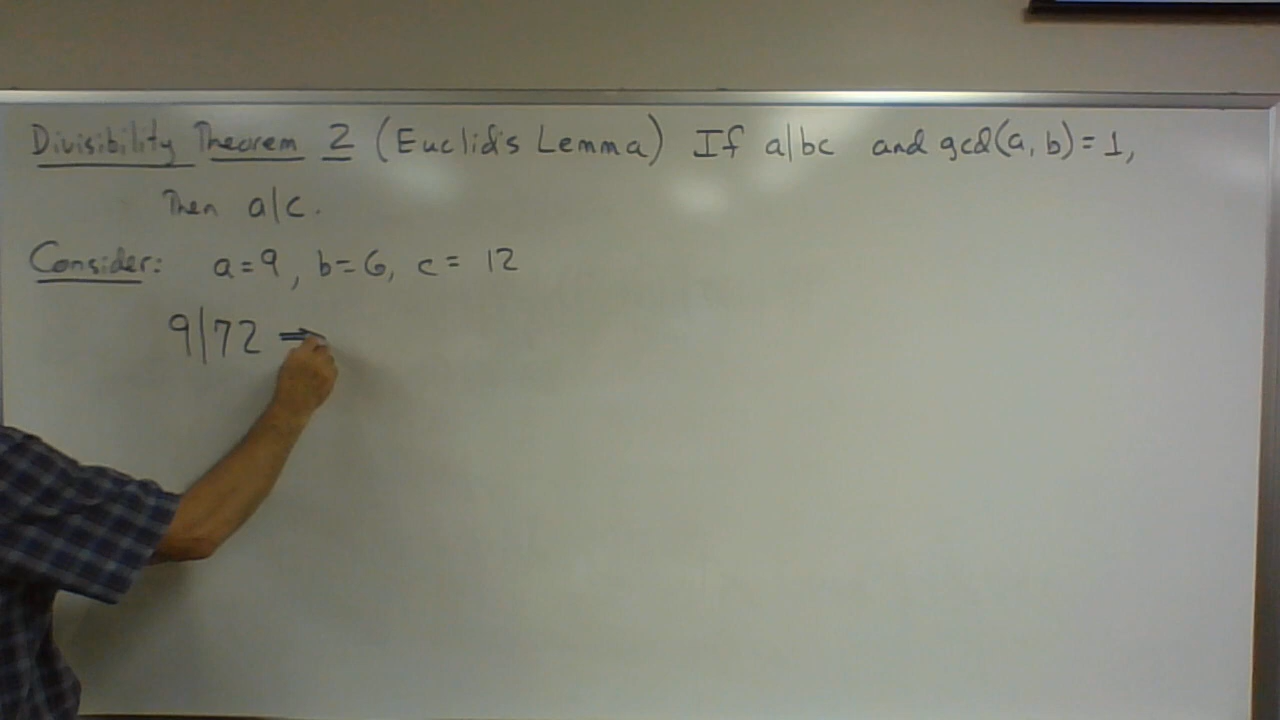 Divisibility Theorem 2 (Euclid's Lemma) If a|bc and gcd(a, b) = 1,
Then a|c.
Consider: a=9, b=6, c= 12
9|72 ⇒